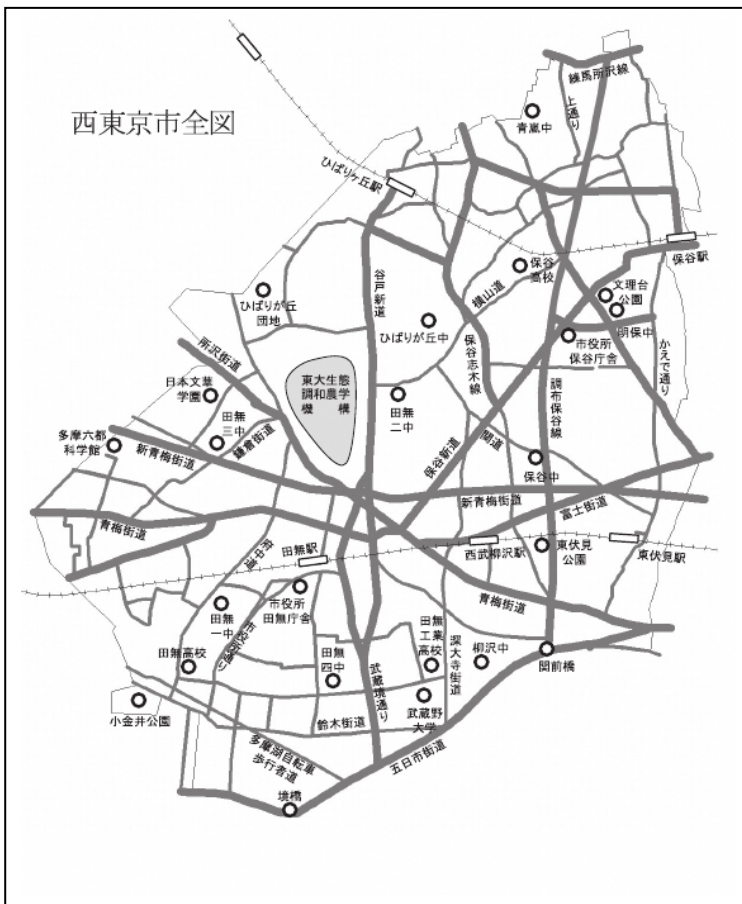 西東京市全図
練馬所沢線
上通り
青嵐中
ひばりヶ丘駅
保谷駅
保谷
高校
横山道
文理台
公園
明保中
ひばりが丘
団地
谷戸新道
ひばりが丘中
市役所
保谷庁舎
かえで通り
保谷志木線
調布保谷線
所沢街道
東大生態
調和農学
機構
日本文華
学園
田無
二中
田無
三中
鎌倉街道
多摩六都
科学館
新青梅街道
保谷新道
関道
保谷中
新青梅街道
富士街道
青梅街道
府中道
田無駅
西武柳沢駅
東伏見
公園
東伏見駅
青梅街道
市役所
田無庁舎
田無
一中
市役所通り
田無
四中
田無
工業
高校
深大寺街道
柳沢中
関前橋
田無高校
武蔵境通り
武蔵野
大学
小金井公園
鈴木街道
多摩湖自転車
歩行者道
五日市街道
境橋